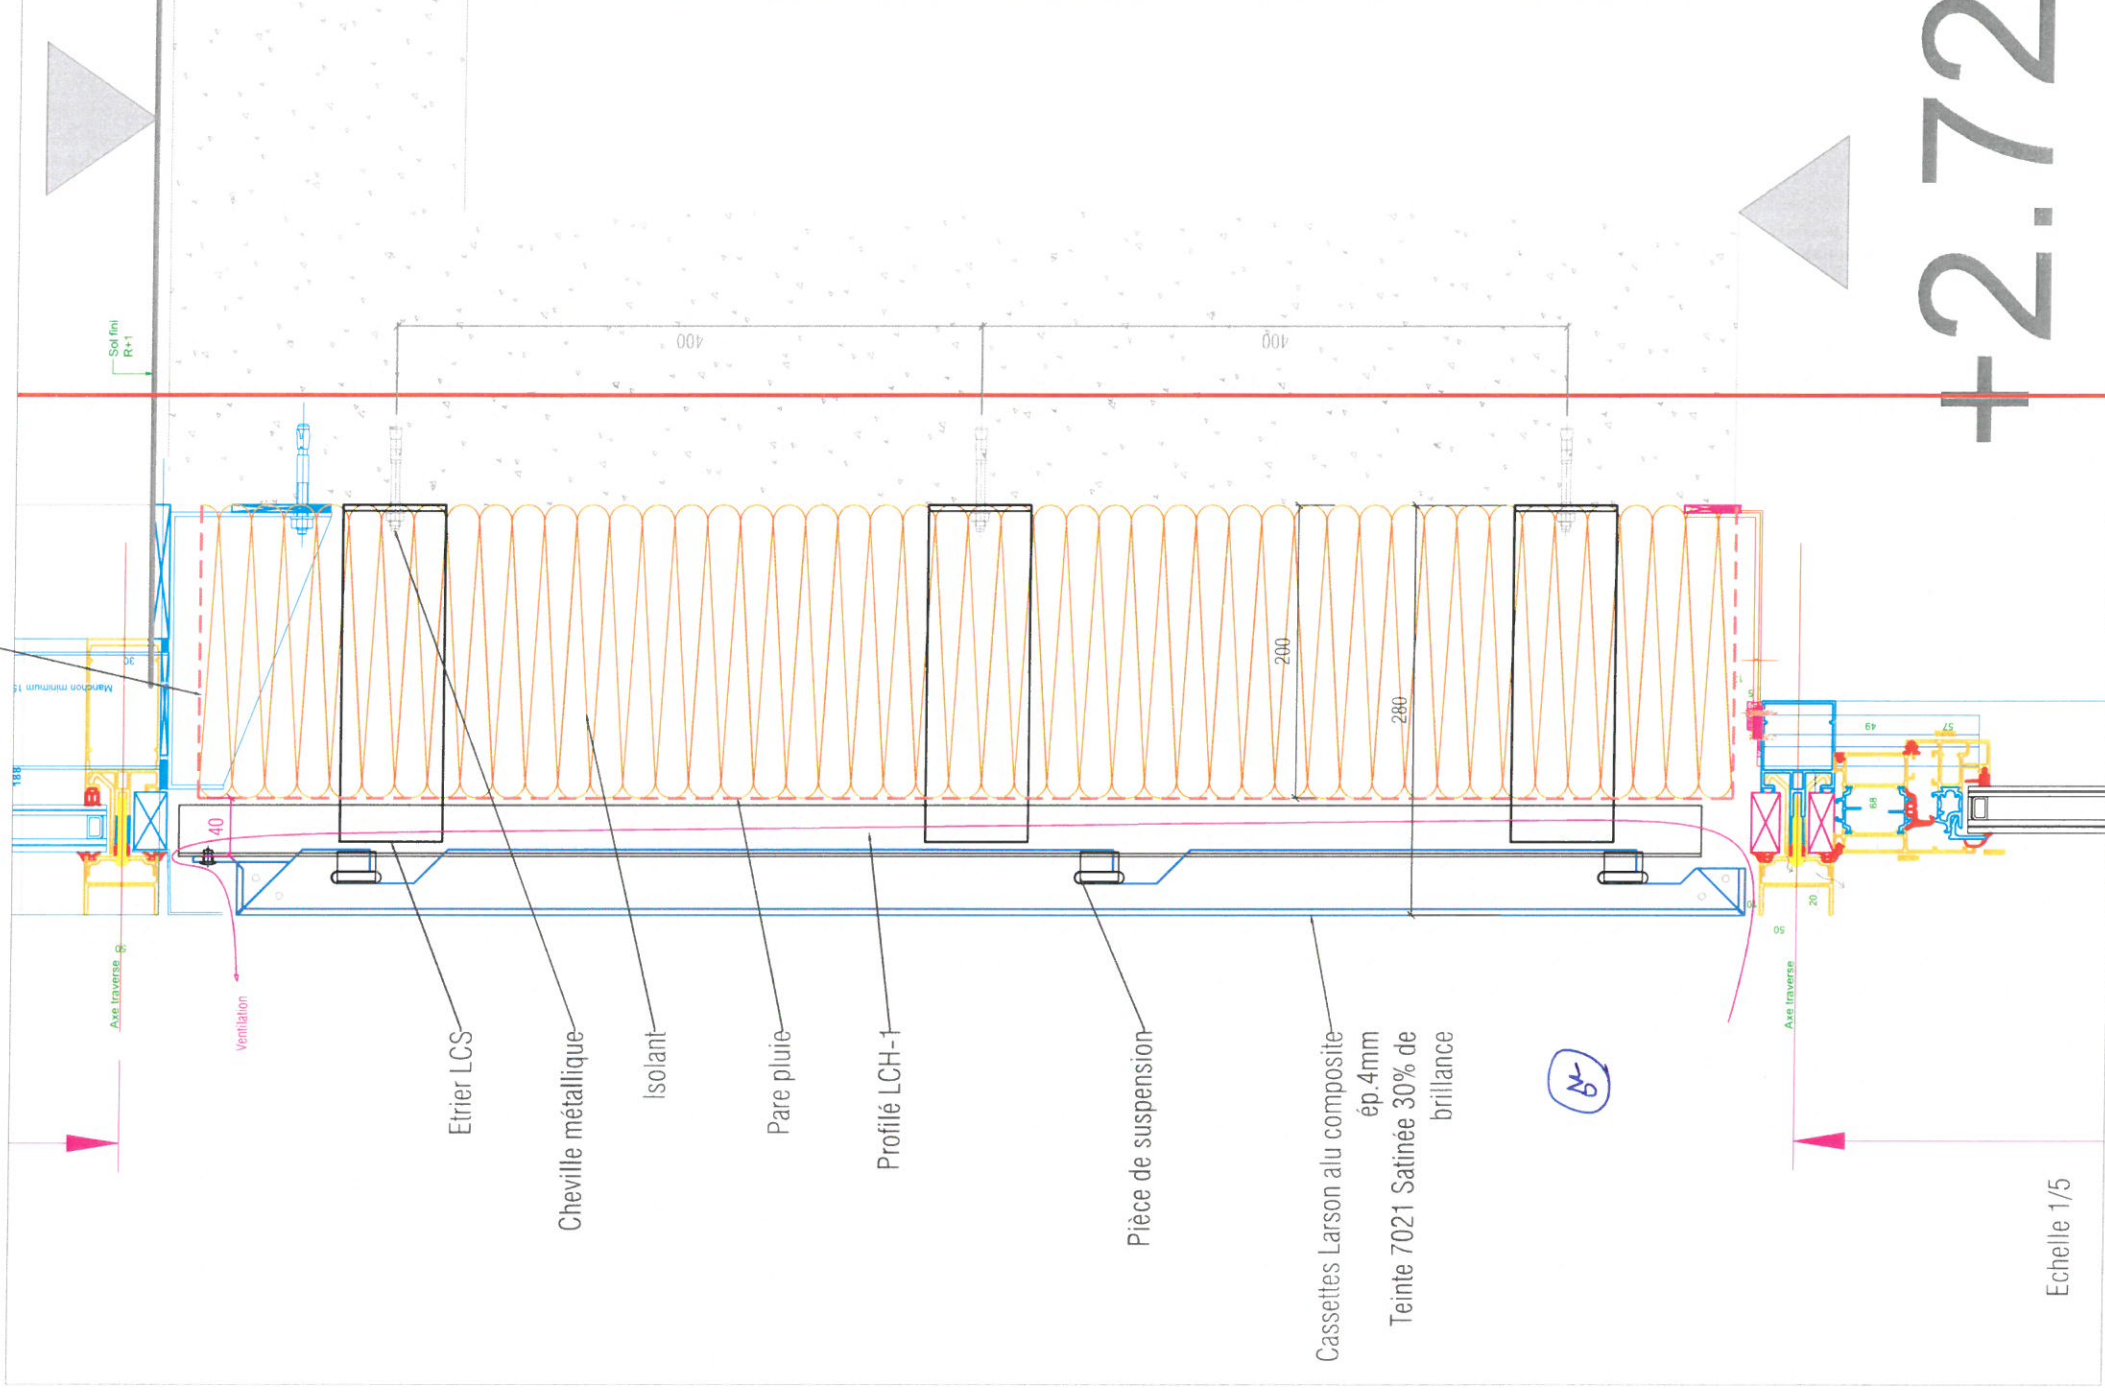 Sol fini
R+1
+2.72
400
400
Manchon minimum 15
30
188
40
200
280
49
57
5
68
20
50
Axe traverse
Axe traverse
Ventilation
Etrier LCS
Cheville métallique
Isolant
Pare pluie
Profilé LCH-1
Pièce de suspension
Cassettes Larson alu composite
ép.4mm
Teinte 7021 Satinée 30% de
brillance
Echelle 1/5